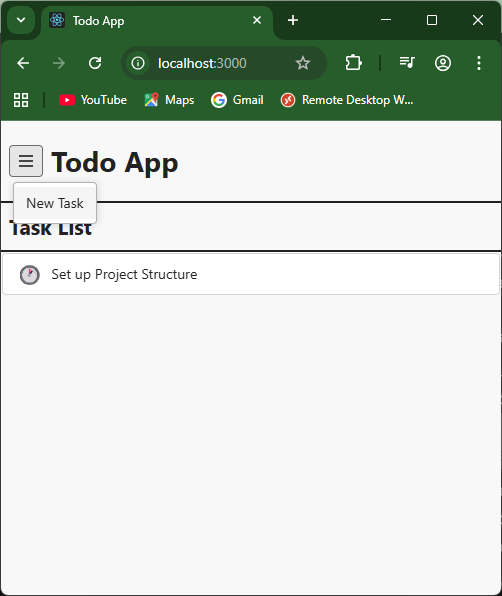 Todo App
localhost:3000
YouTube
Maps
Gmail
Remote Desktop W...
Todo App
New Task
Task List
Set up Project Structure